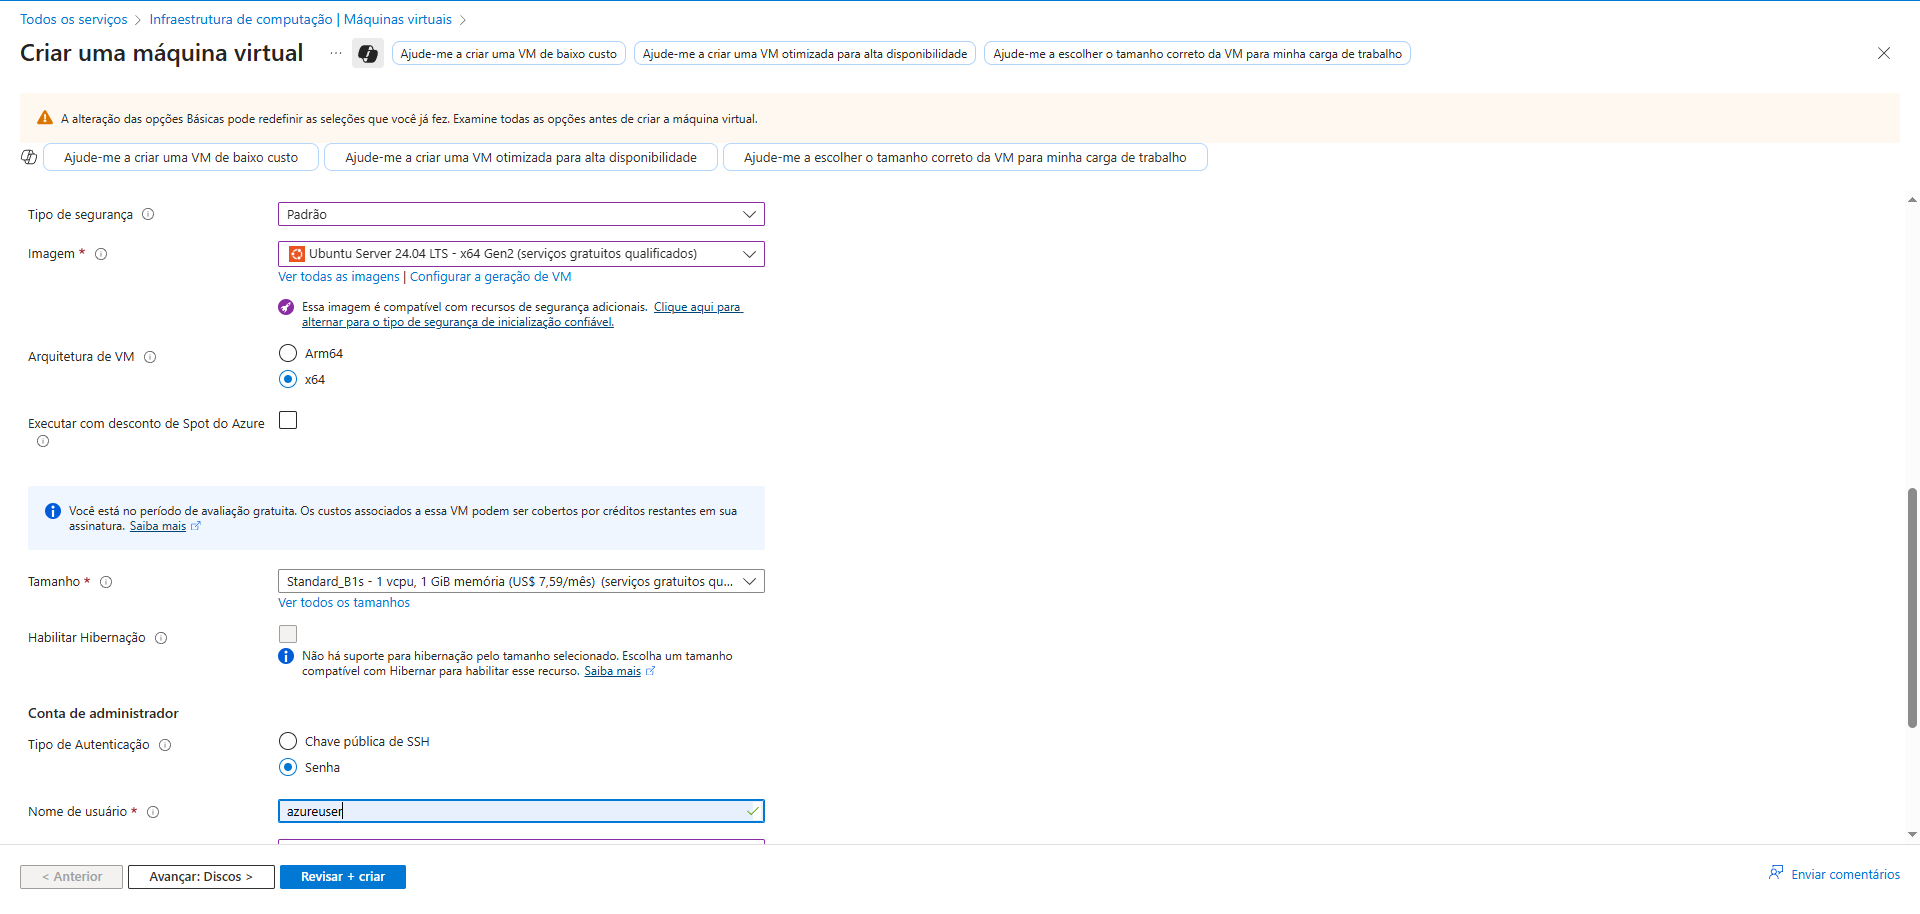 Todos os serviços > Infraestrutura de computação | Máquinas virtuais >
Criar uma máquina virtual ... Ajude-me a criar uma VM de baixo custo Ajude-me a criar uma VM otimizada para alta disponibilidade Ajude-me a escolher o tamanho correto da VM para minha carga de trabalho
A alteração das opções Básicas pode redefinir as seleções que você já fez. Examine todas as opções antes de criar a máquina virtual.
Ajude-me a criar uma VM de baixo custo Ajude-me a criar uma VM otimizada para alta disponibilidade Ajude-me a escolher o tamanho correto da VM para minha carga de trabalho
Tipo de segurança Padrão
Imagem * Ubuntu Server 24.04 LTS - x64 Gen2 (serviços gratuitos qualificados)
Ver todas as imagens | Configurar a geração de VM
Essa imagem é compatível com recursos de segurança adicionais. Clique aqui para
alternar para o tipo de segurança de inicialização confiável.
Arquitetura de VM Arm64
x64
Executar com desconto de Spot do Azure
Você está no período de avaliação gratuita. Os custos associados a essa VM podem ser cobertos por créditos restantes em sua
assinatura. Saiba mais
Tamanho * Standard_B1s - 1 vcpu, 1 GiB memória (US$ 7,59/mês) (serviços gratuitos qu...
Ver todos os tamanhos
Habilitar Hibernação
Não há suporte para hibernação pelo tamanho selecionado. Escolha um tamanho
compatível com Hibernar para habilitar esse recurso. Saiba mais
Conta de administrador
Tipo de Autenticação Chave pública de SSH
Senha
Nome de usuário * azureuser
< Anterior Avançar: Discos > Revisar + criar Enviar comentários